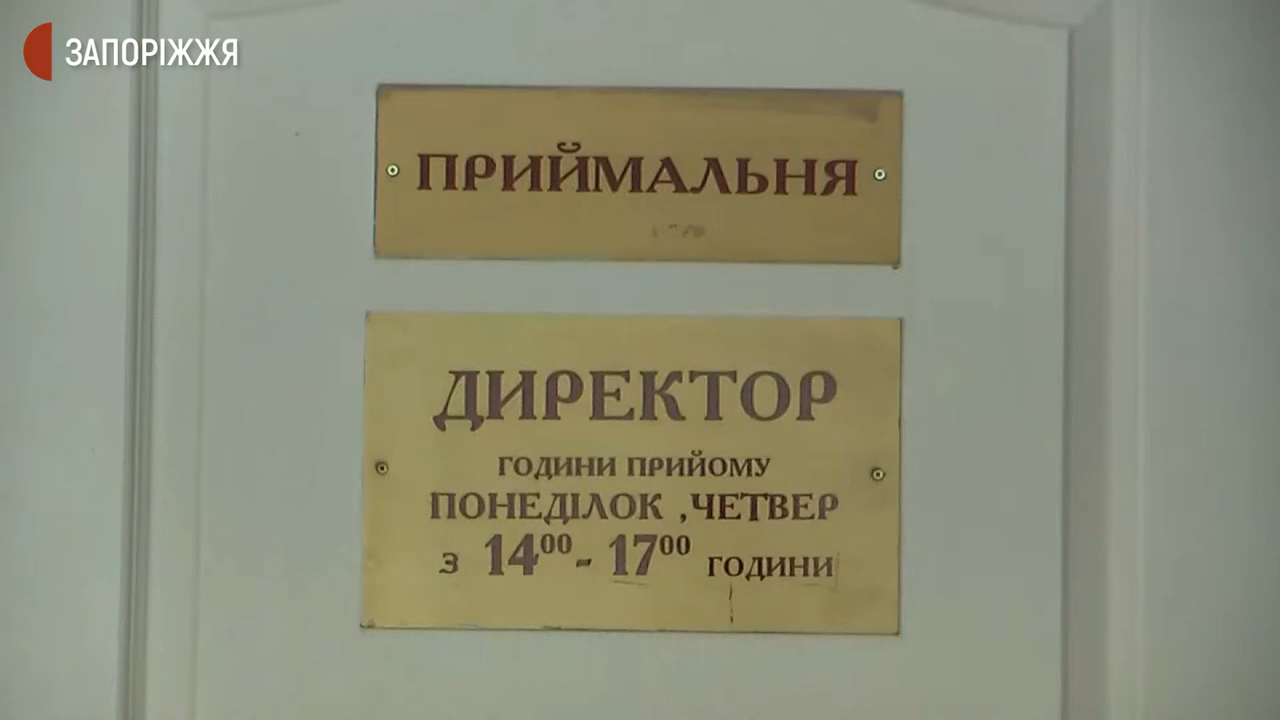 ЗАПОРІЖЖЯ
ПРИЙМАЛЬНЯ
ДИРЕКТОР
ГОДИНИ ПРИЙОМУ
ПОНЕДІЛОК ,ЧЕТВЕР
З 14⁰⁰ - 17⁰⁰ ГОДИНИ